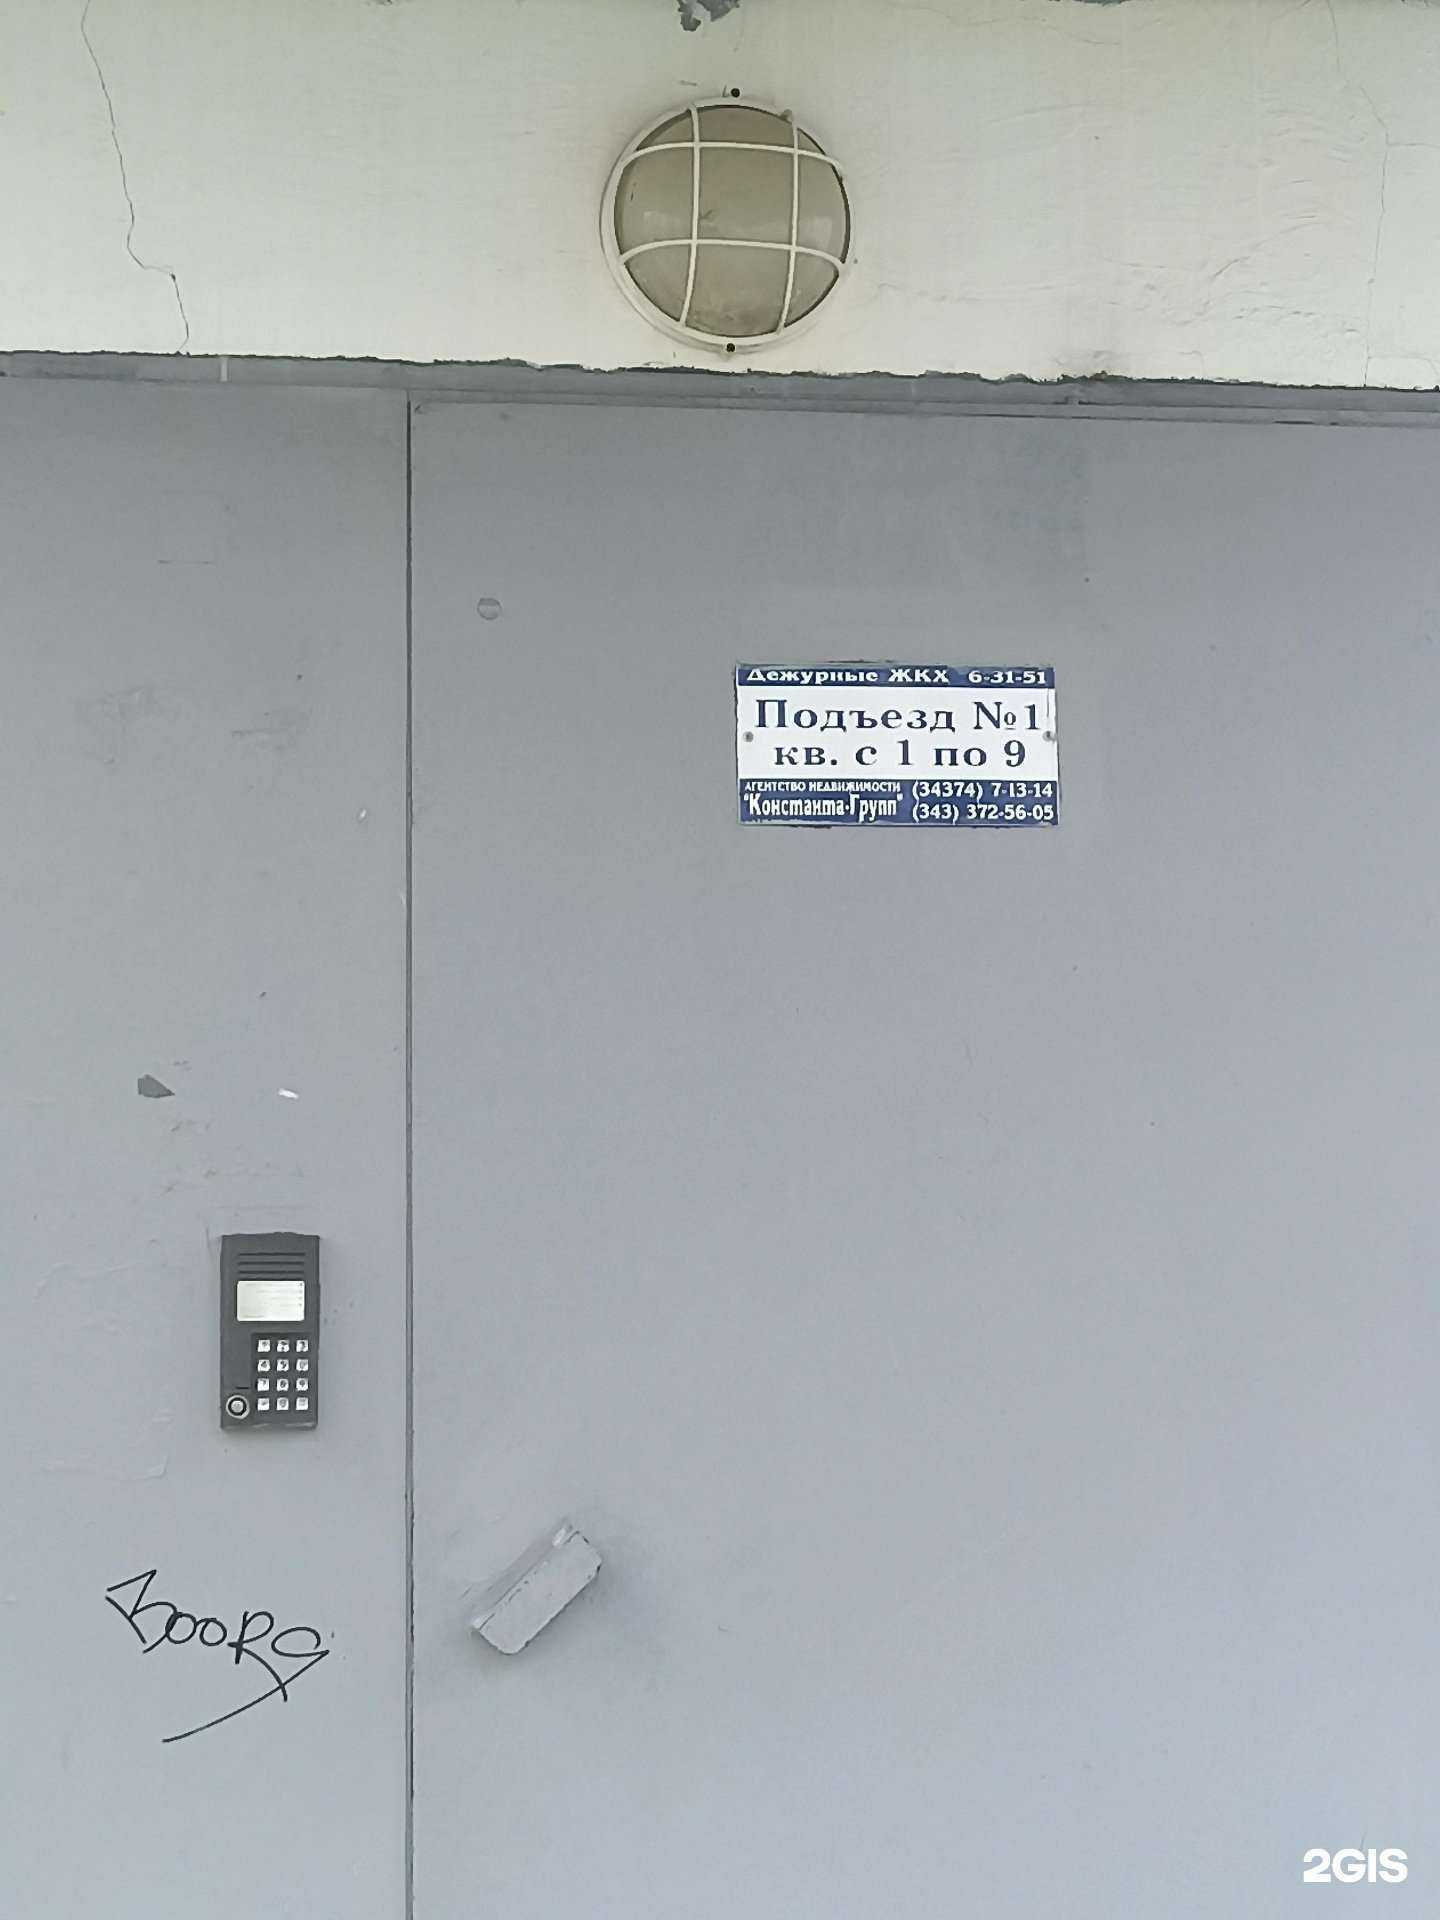 Дежурные ЖКХ 6-31-51
Подъезд №1
кв. с 1 по 9
АГЕНТСТВО НЕДВИЖИМОСТИ (34374) 7-13-14
"Константа-Групп" (343) 372-56-05
2GIS